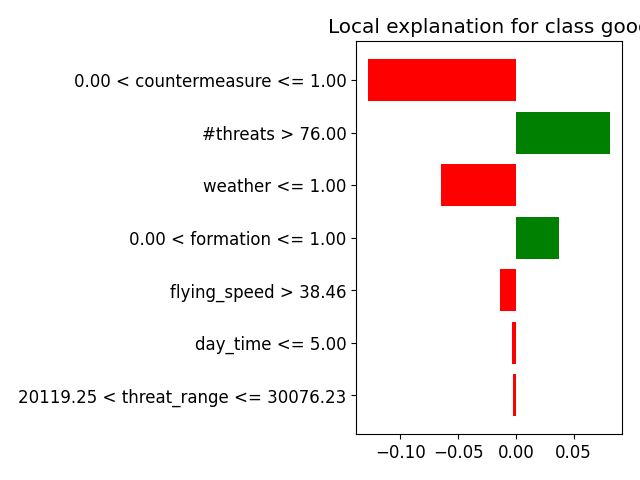 Local explanation for class goo
0.00 < countermeasure <= 1.00
#threats > 76.00
weather <= 1.00
0.00 < formation <= 1.00
flying_speed > 38.46
day_time <= 5.00
20119.25 < threat_range <= 30076.23
−0.10 −0.05 0.00 0.05